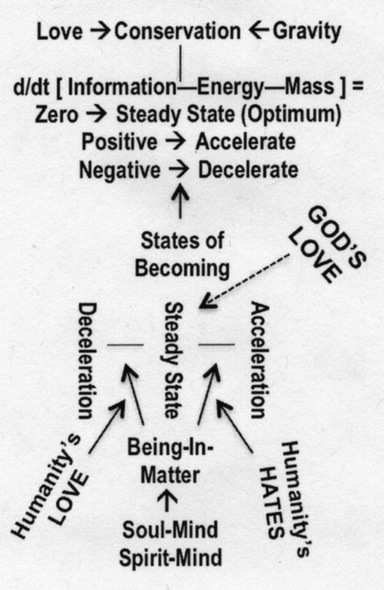 Love → Conservation ← Gravity
d/dt [ Information—Energy—Mass ] =
Zero → Steady State (Optimum)
Positive → Accelerate
Negative → Decelerate
States of
Becoming
GOD'S
LOVE
Deceleration
Steady State
Acceleration
Humanity's
LOVE
Being-In-
Matter
Humanity's
HATES
Soul-Mind
Spirit-Mind